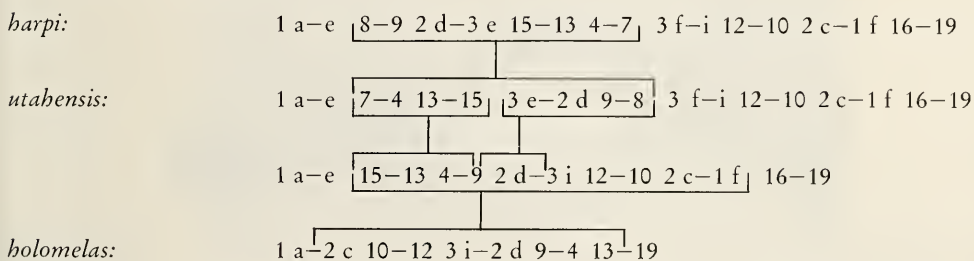 harpi: 1 a–e 8–9 2 d–3 e 15–13 4–7 3 f–i 12–10 2 c–1 f 16–19
utahensis: 1 a–e 7–4 13–15 3 e–2 d 9–8 3 f–i 12–10 2 c–1 f 16–19
1 a–e 15–13 4–9 2 d–3 i 12–10 2 c–1 f 16–19
holomelas: 1 a–2 c 10–12 3 i–2 d 9–4 13–19